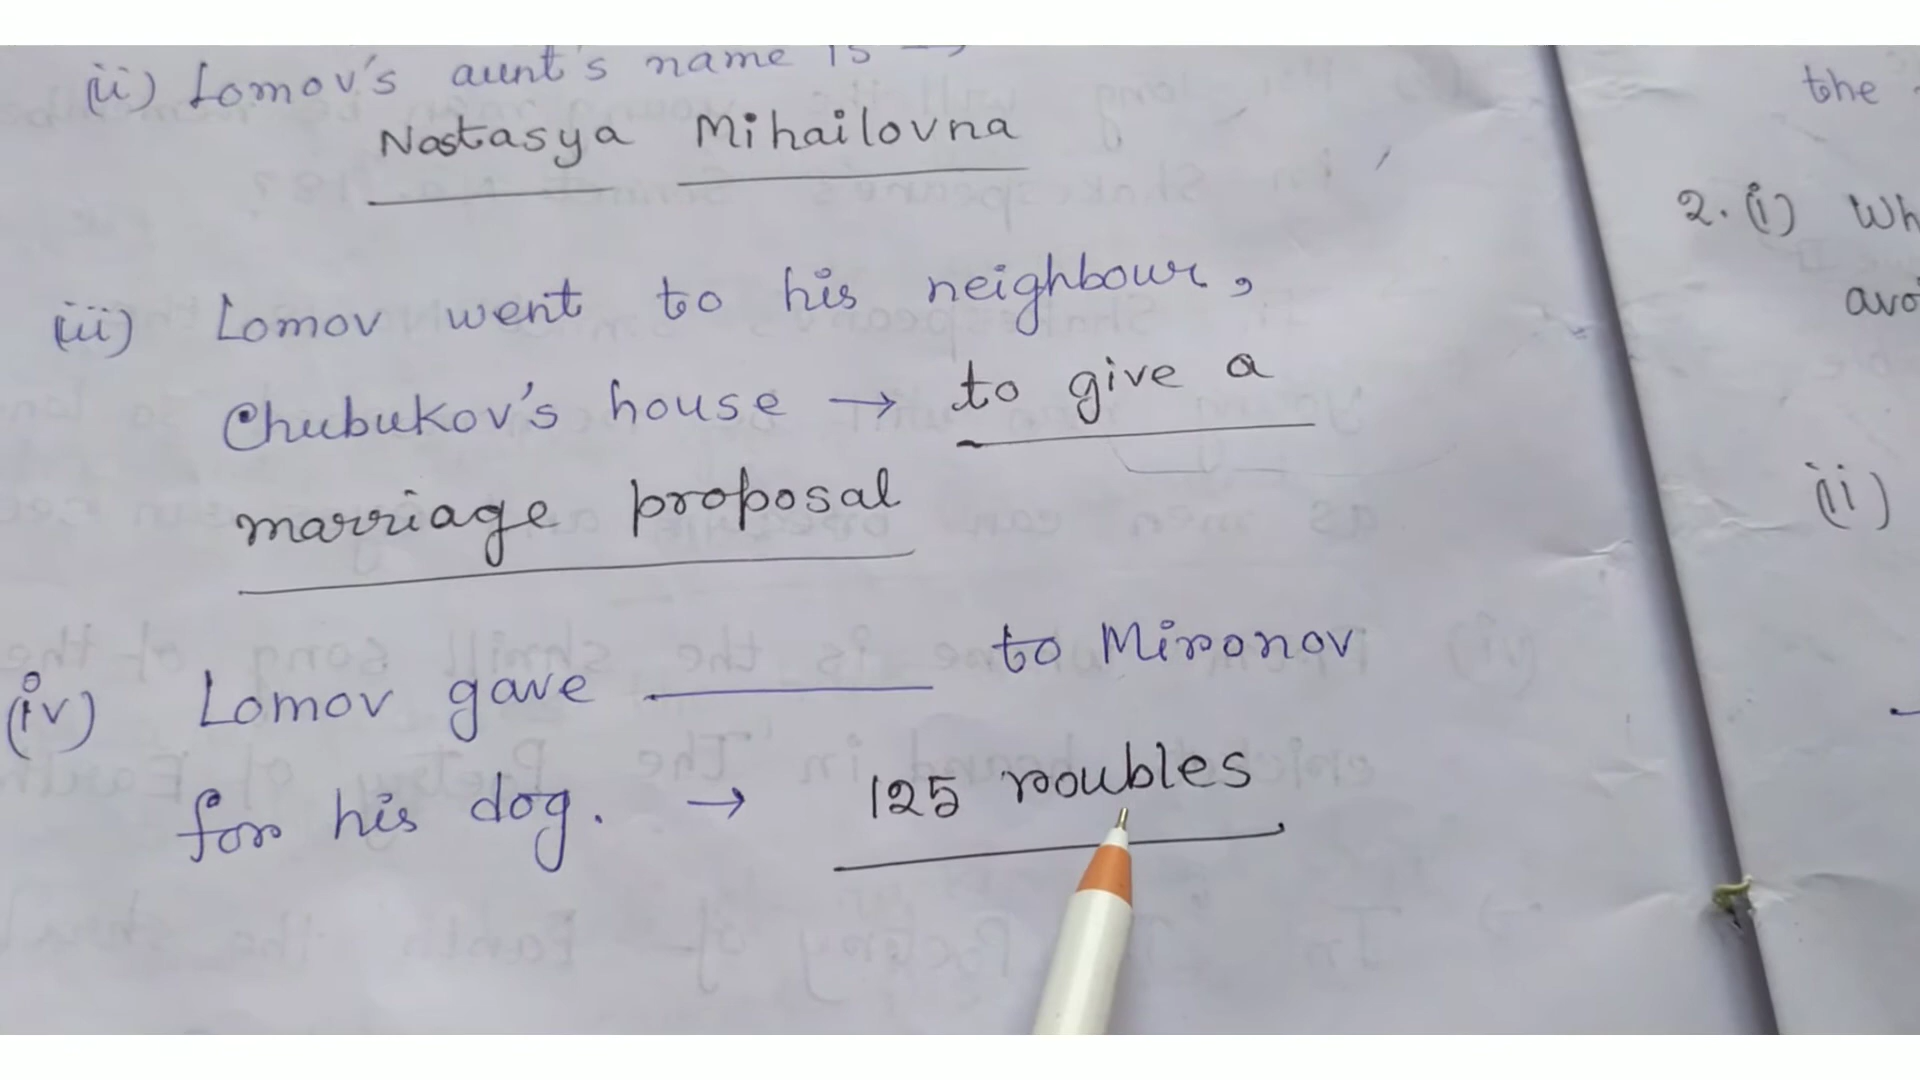 (ii) Lomov's aunt's name is →
Nastasya Mihailovna
(iii) Lomov went to his neighbour,
Chubukov's house → to give a
marriage proposal
(iv) Lomov gave ______ to Mironov
for his dog. → 125 roubles
the
2. (i) Wh
avo
(ii)